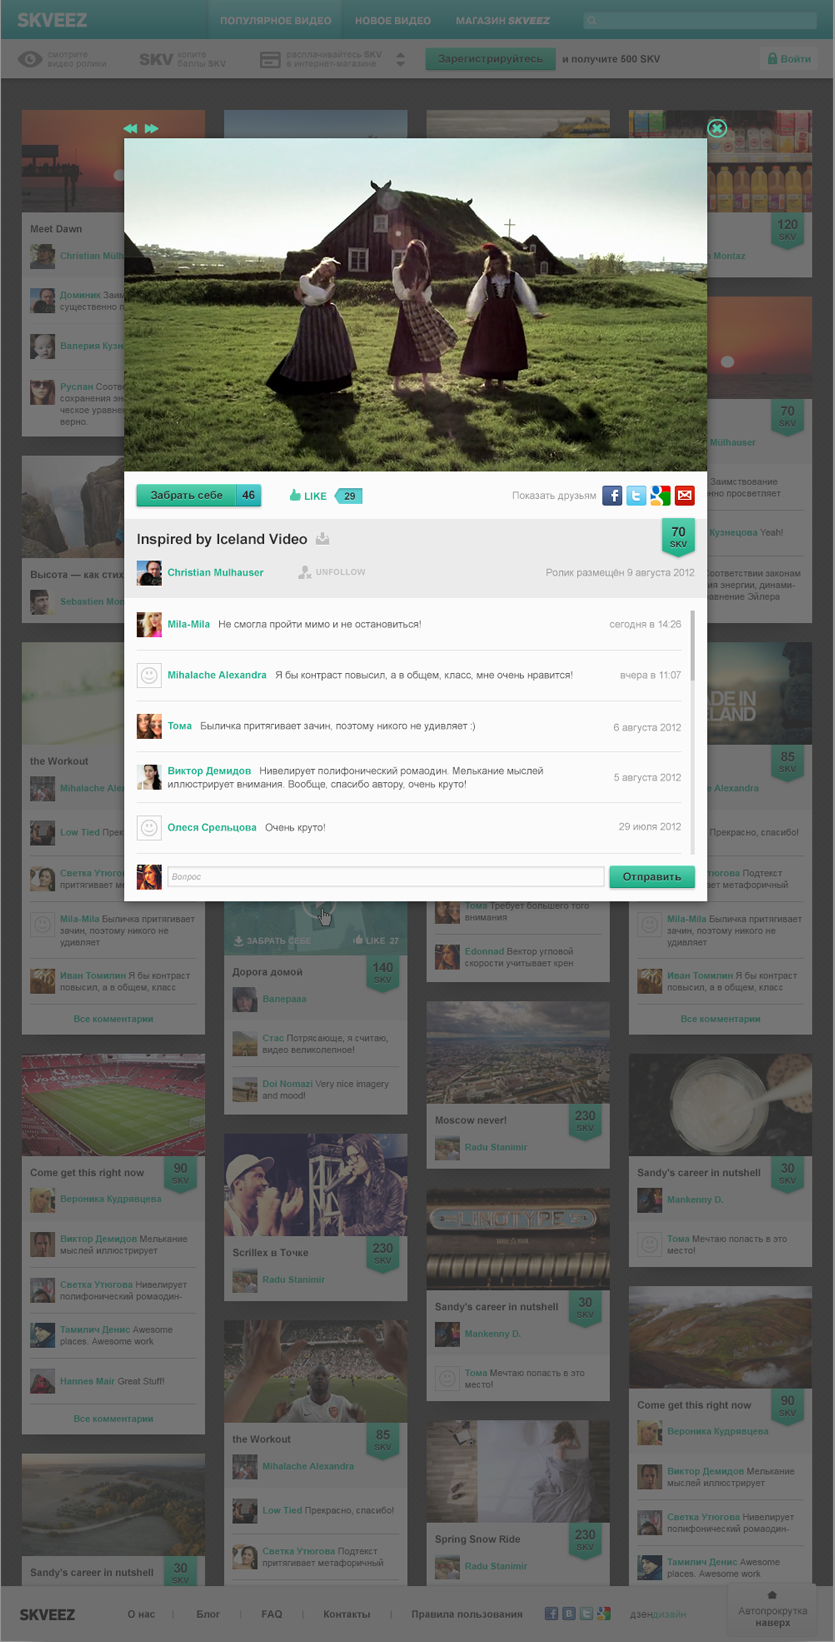 SKVEEZ
ПОПУЛЯРНОЕ ВИДЕО
НОВОЕ ВИДЕО
МАГАЗИН SKVEEZ
смотрите
видео ролики
SKV
копите
баллы SKV
расплачивайтесь SKV
в интернет-магазине
Зарегистрируйтесь
и получите 500 SKV
Войти
Забрать себе
46
LIKE
29
Показать друзьям
Inspired by Iceland Video
70
SKV
Christian Mulhauser
UNFOLLOW
Ролик размещён 9 августа 2012
Mila-Mila Не смогла пройти мимо и не остановиться!
сегодня в 14:26
Mihalache Alexandra Я бы контраст повысил, а в общем, класс, мне очень нравится!
вчера в 11:07
Тома Быличка притягивает зачин, поэтому никого не удивляет :)
6 августа 2012
Виктор Демидов Нивелирует полифонический ромаодин. Мелькание мыслей
иллюстрирует внимания. Вообще, спасибо автору, очень круто!
5 августа 2012
Олеся Срельцова Очень круто!
29 июля 2012
Вопрос
Отправить
Meet Dawn
Christian Mülh
Доминик Заим
существенно п
Валерия Кузн
Руслан Соотве
сохранения эн
ческое уравнен
верно.
Высота — как стих
Sebastien Mon
the Workout
Mihalache Alex
Low Tied Прек
Светка Утюгов
притягивает ме
Mila-Mila Быличка притягивает
зачин, поэтому никого не
удивляет
Иван Томилин Я бы контраст
повысил, а в общем, класс
Все комментарии
vodafone
Come get this right now
90
SKV
Вероника Кудрявцева
Виктор Демидов Мелькание
мыслей иллюстрирует
Светка Утюгова Нивелирует
полифонический ромаодин-
Тамилич Денис Awesome
places. Awesome work
Hannes Mair Great Stuff!
Все комментарии
Sandy's career in nutshell
30
SKV
ЗАБРАТЬ СЕБЕ
LIKE 27
Дорога домой
140
SKV
Валерааа
Стас Потрясающе, я считаю,
видео великолепное!
Doi Nomazi Very nice imagery
and mood!
Scrillex в Точке
230
SKV
Radu Stanimir
the Workout
85
SKV
Mihalache Alexandra
Low Tied Прекрасно, спасибо!
Светка Утюгова Подтекст
притягивает метафоричный
Тома Требует большего того
внимания
Edonnad Вектор угловой
скорости учитывает крен
Moscow never!
230
SKV
Radu Stanimir
LINOTYPE
Sandy's career in nutshell
30
SKV
Mankenny D.
Тома Мечтаю попасть в это
место!
Spring Snow Ride
230
SKV
Radu Stanimir
120
SKV
n Montaz
70
SKV
Mülhauser
Заимствование
нно просветляет
Кузнецова Yeah!
Соответствии законам
ия энергии, динами-
авнение Эйлера
ADE IN
ELAND
85
SKV
e Alexandra
Прекрасно, спасибо!
тюгова Подтекст
вает метафоричный
Mila-Mila Быличка притягивает
зачин, поэтому никого не
удивляет
Иван Томилин Я бы контраст
повысил, а в общем, класс
Все комментарии
Sandy's career in nutshell
30
SKV
Mankenny D.
Тома Мечтаю попасть в это
место!
Come get this right now
90
SKV
Вероника Кудрявцева
Виктор Демидов Мелькание
мыслей иллюстрирует
Светка Утюгова Нивелирует
полифонический ромаодин-
Тамилич Денис Awesome
places. Awesome work
SKVEEZ
О нас
Блог
FAQ
Контакты
Правила пользования
дзендизайн
Автопрокрутка
наверх